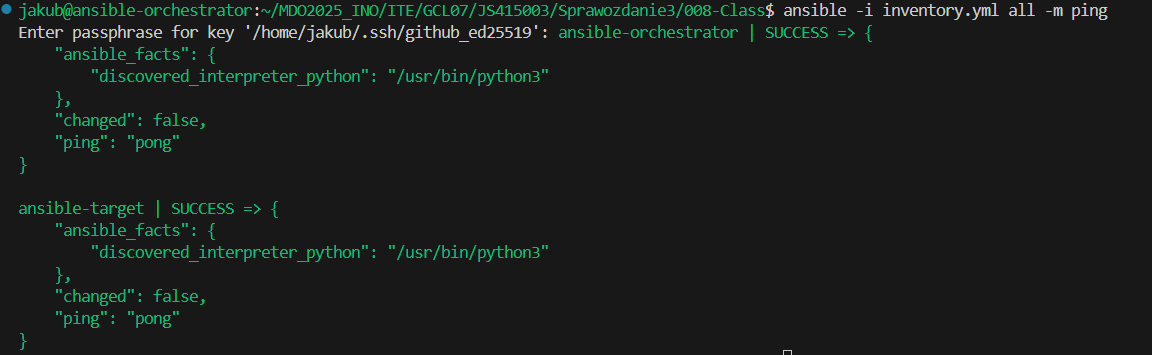 jakub@ansible-orchestrator:~/MDO2025_INO/ITE/GCL07/JS415003/Sprawozdanie3/008-Class$ ansible -i inventory.yml all -m ping
Enter passphrase for key '/home/jakub/.ssh/github_ed25519': ansible-orchestrator | SUCCESS => {
    "ansible_facts": {
        "discovered_interpreter_python": "/usr/bin/python3"
    },
    "changed": false,
    "ping": "pong"
}

ansible-target | SUCCESS => {
    "ansible_facts": {
        "discovered_interpreter_python": "/usr/bin/python3"
    },
    "changed": false,
    "ping": "pong"
}